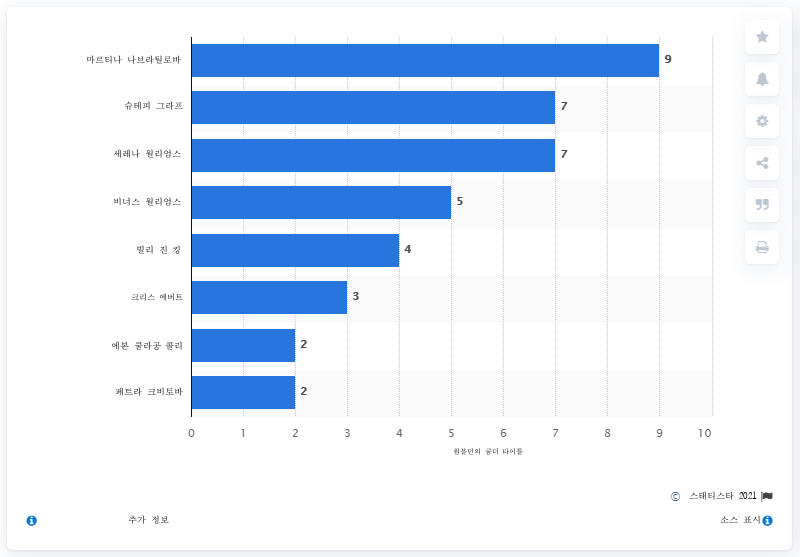 마르티나 나브라틸로바 9
슈테피 그라프 7
세레나 윌리엄스 7
비너스 윌리엄스 5
빌리 진 킹 4
크리스 에버트 3
에본 쿨라공 콜리 2
페트라 크비토바 2
0 1 2 3 4 5 6 7 8 9 10
윔블던의 싱글 타이틀
© 스태티스타 2021
추가 정보
소스 표시